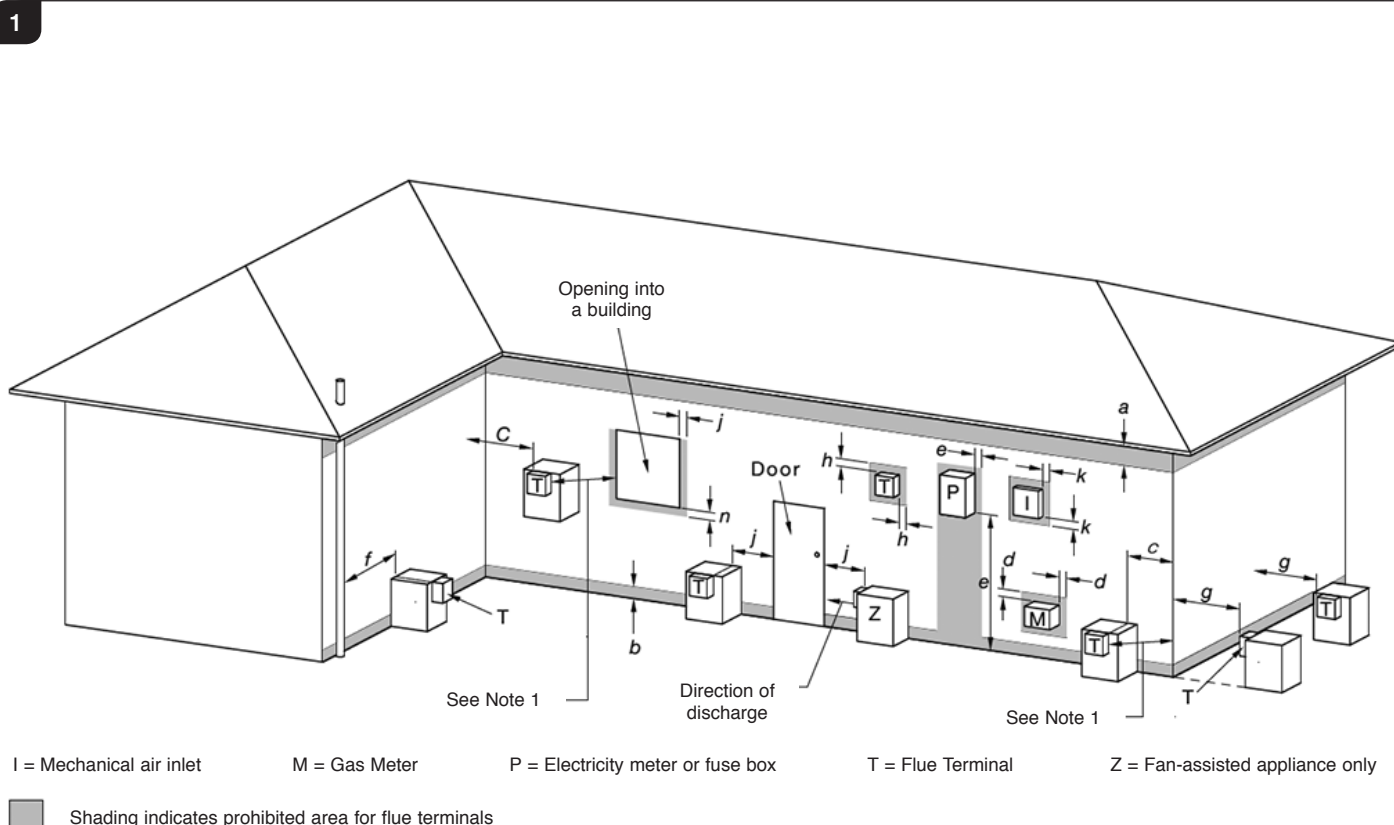 1
Opening into
a building
a
C
j
e
k
h
Door
T
T
P
I
n
h
k
j
j
d
d
c
f
e
g
g
T
Z
M
T
T
T
b
See Note 1
Direction of
discharge
T
See Note 1
I = Mechanical air inlet
M = Gas Meter
P = Electricity meter or fuse box
T = Flue Terminal
Z = Fan-assisted appliance only
Shading indicates prohibited area for flue terminals